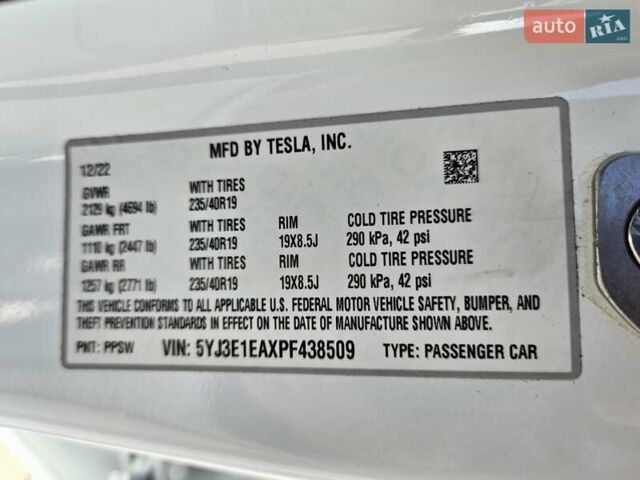 auto RIA.com
MFD BY TESLA, INC.
12/22
GVWR WITH TIRES
2129 kg (4694 lb) 235/40R19
GAWR FRT WITH TIRES RIM COLD TIRE PRESSURE
1110 kg (2447 lb) 235/40R19 19X8.5J 290 kPa, 42 psi
GAWR RR WITH TIRES RIM COLD TIRE PRESSURE
1257 kg (2771 lb) 235/40R19 19X8.5J 290 kPa, 42 psi
THIS VEHICLE CONFORMS TO ALL APPLICABLE U.S. FEDERAL MOTOR VEHICLE SAFETY, BUMPER, AND
THEFT PREVENTION STANDARDS IN EFFECT ON DATE OF MANUFACTURE SHOWN ABOVE.
PNT: PPSW VIN: 5YJ3E1EAXPF438509 TYPE: PASSENGER CAR